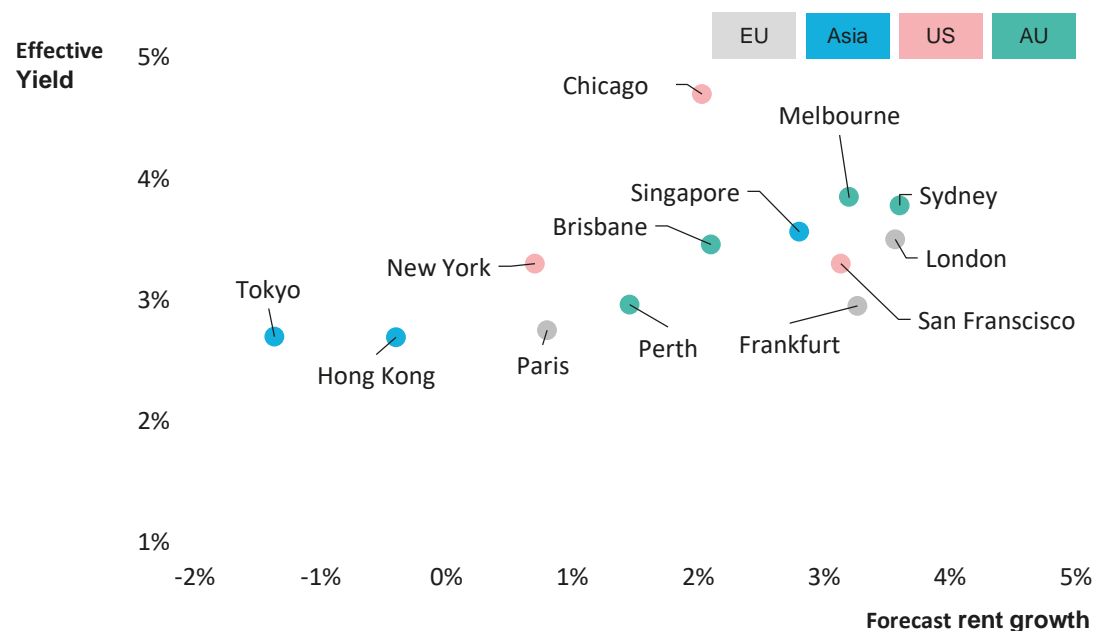 EU
Asia
US
AU
Effective
Yield
5%
Chicago
Melbourne
4%
Singapore
Sydney
Brisbane
London
New York
Tokyo
3%
San Franscisco
Perth
Frankfurt
Paris
Hong Kong
2%
1%
-2%
-1%
0%
1%
2%
3%
4%
5%
Forecast rent growth